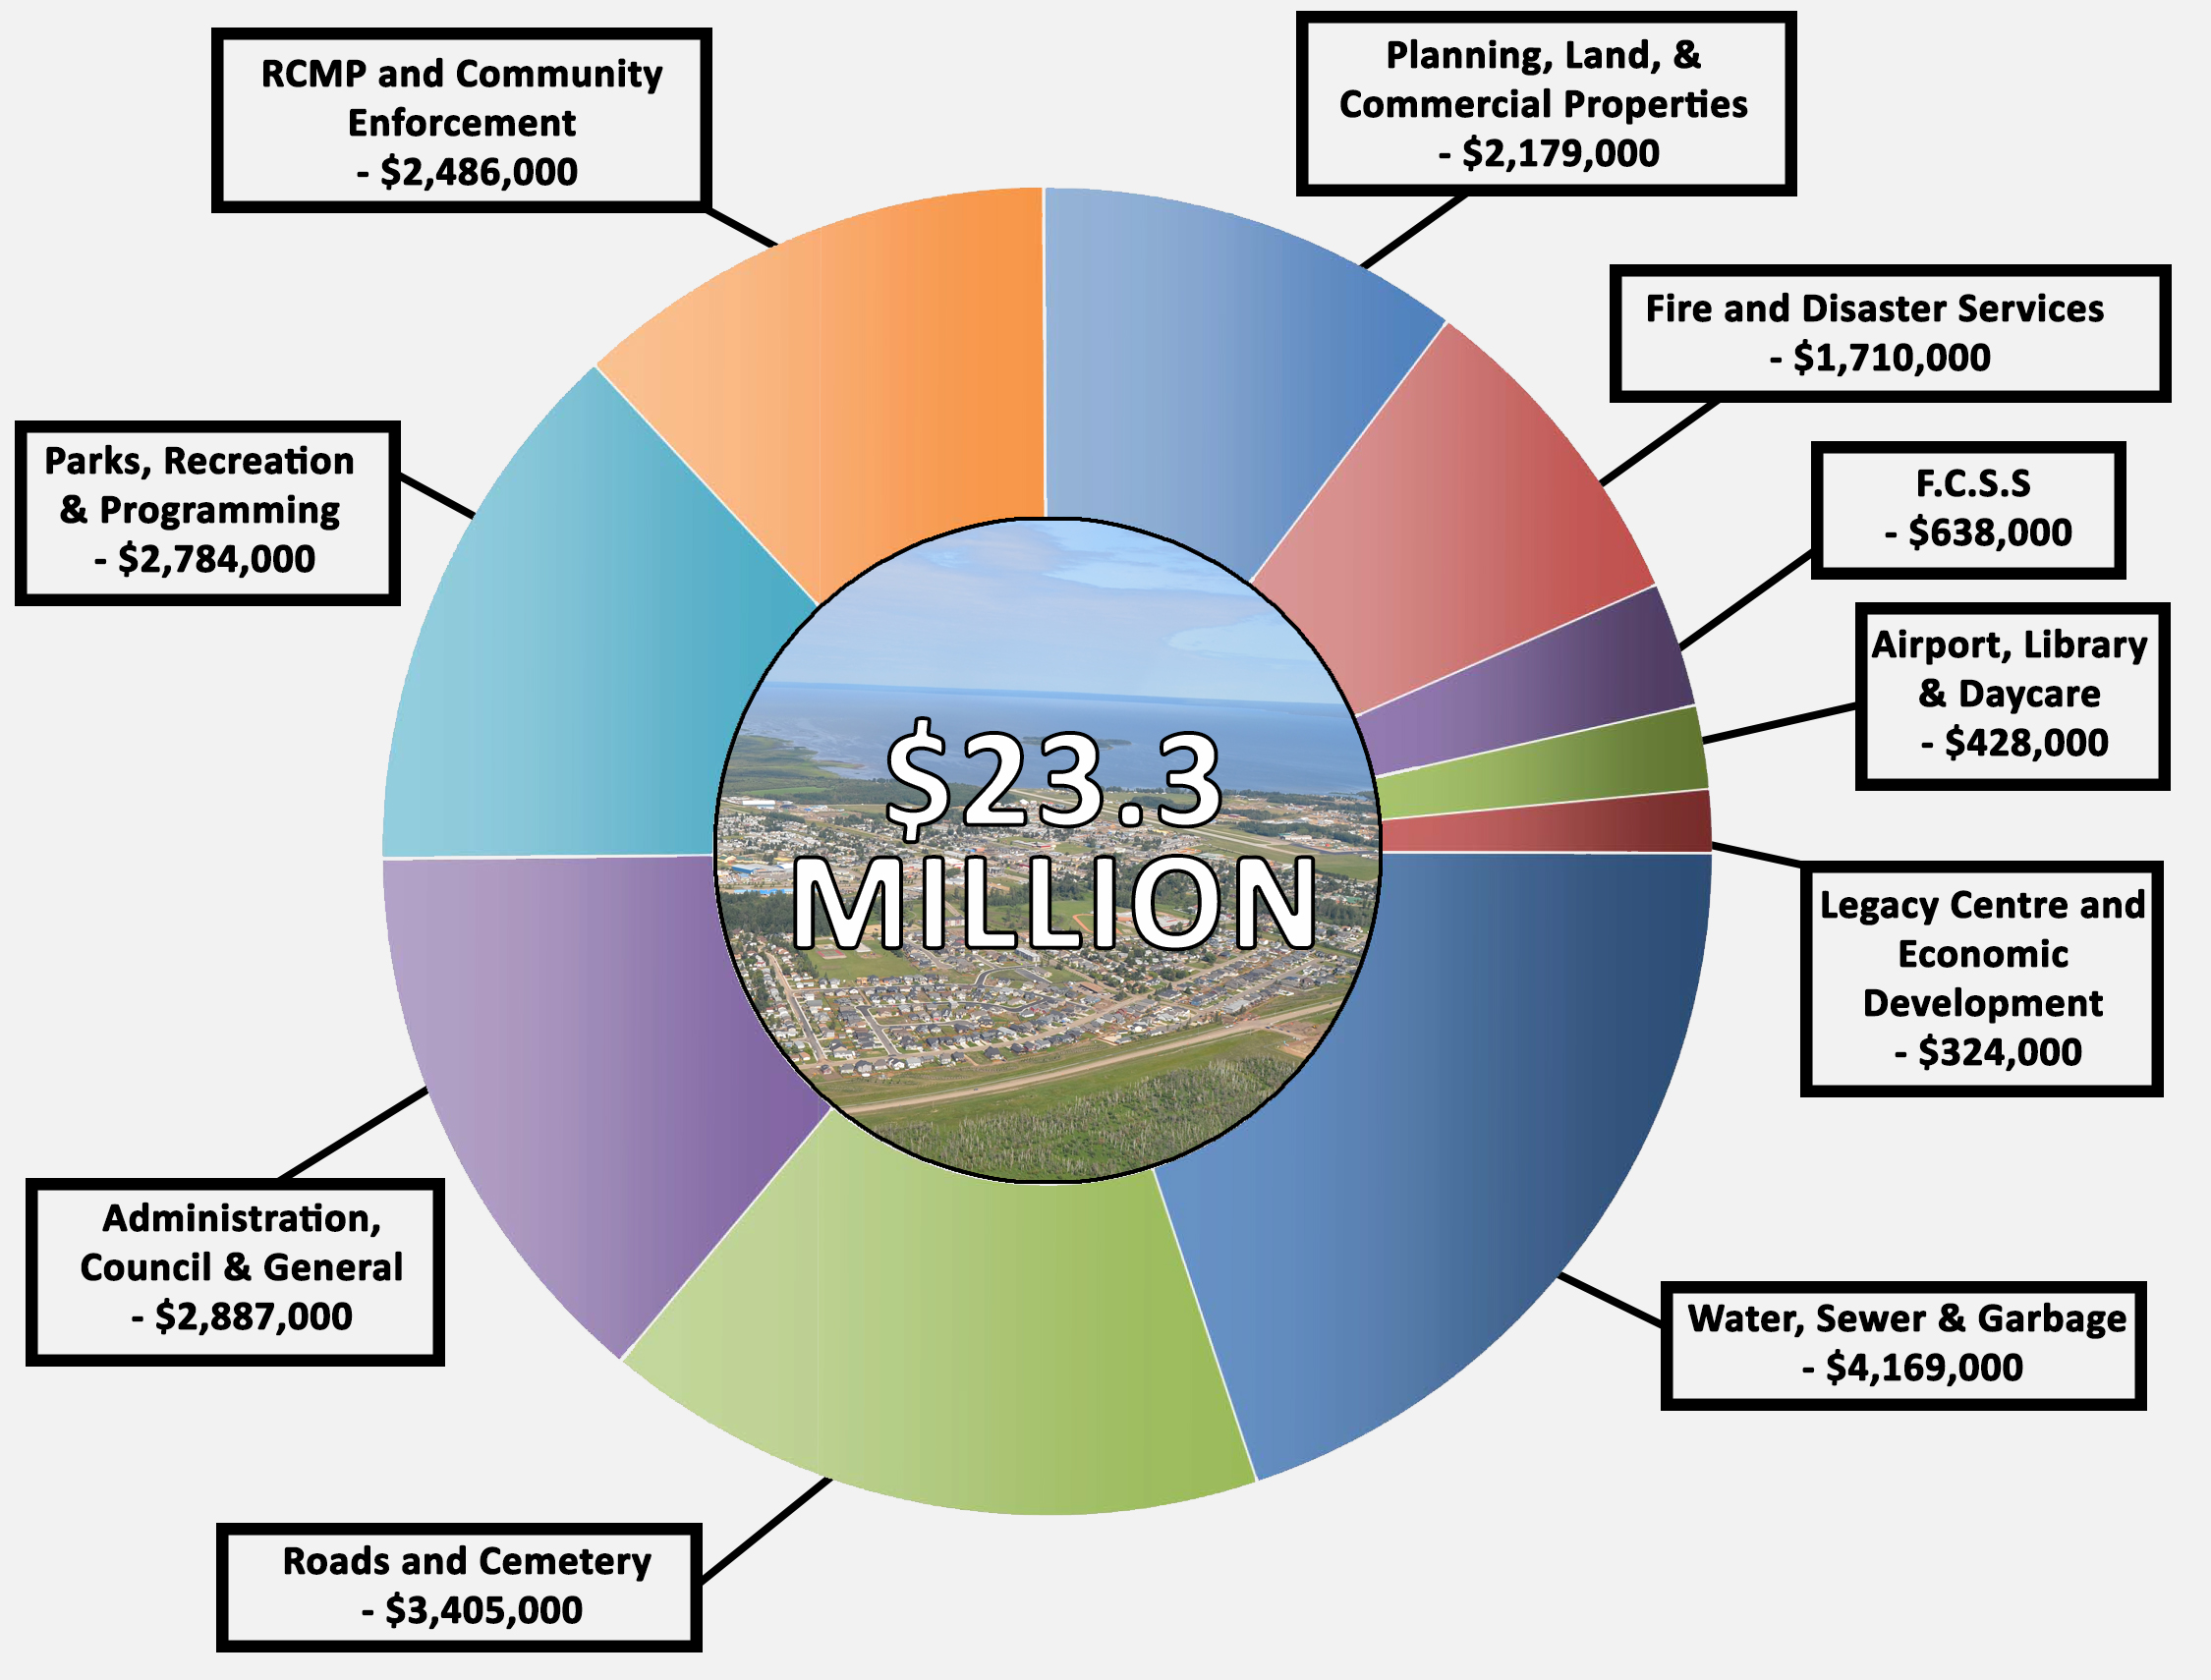 RCMP and Community
Enforcement
- $2,486,000
Planning, Land, &
Commercial Properties
- $2,179,000
Fire and Disaster Services
- $1,710,000
F.C.S.S
- $638,000
Airport, Library
& Daycare
- $428,000
Legacy Centre and
Economic
Development
- $324,000
Water, Sewer & Garbage
- $4,169,000
Roads and Cemetery
- $3,405,000
Administration,
Council & General
- $2,887,000
Parks, Recreation
& Programming
- $2,784,000
$23.3
MILLION